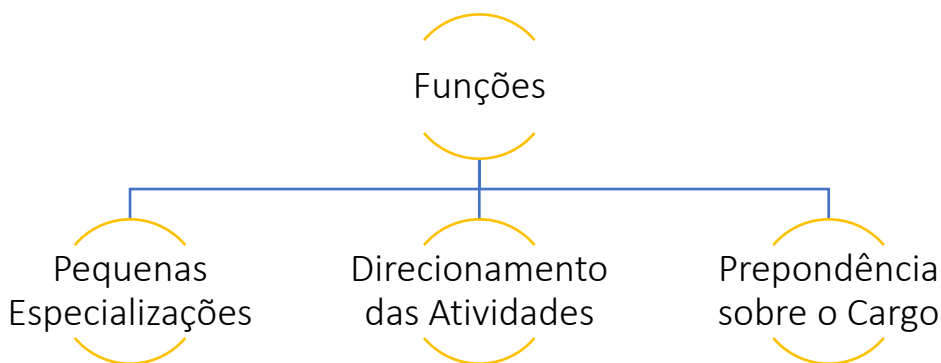 Funções
Pequenas
Especializações
Direcionamento
das Atividades
Prepondência
sobre o Cargo